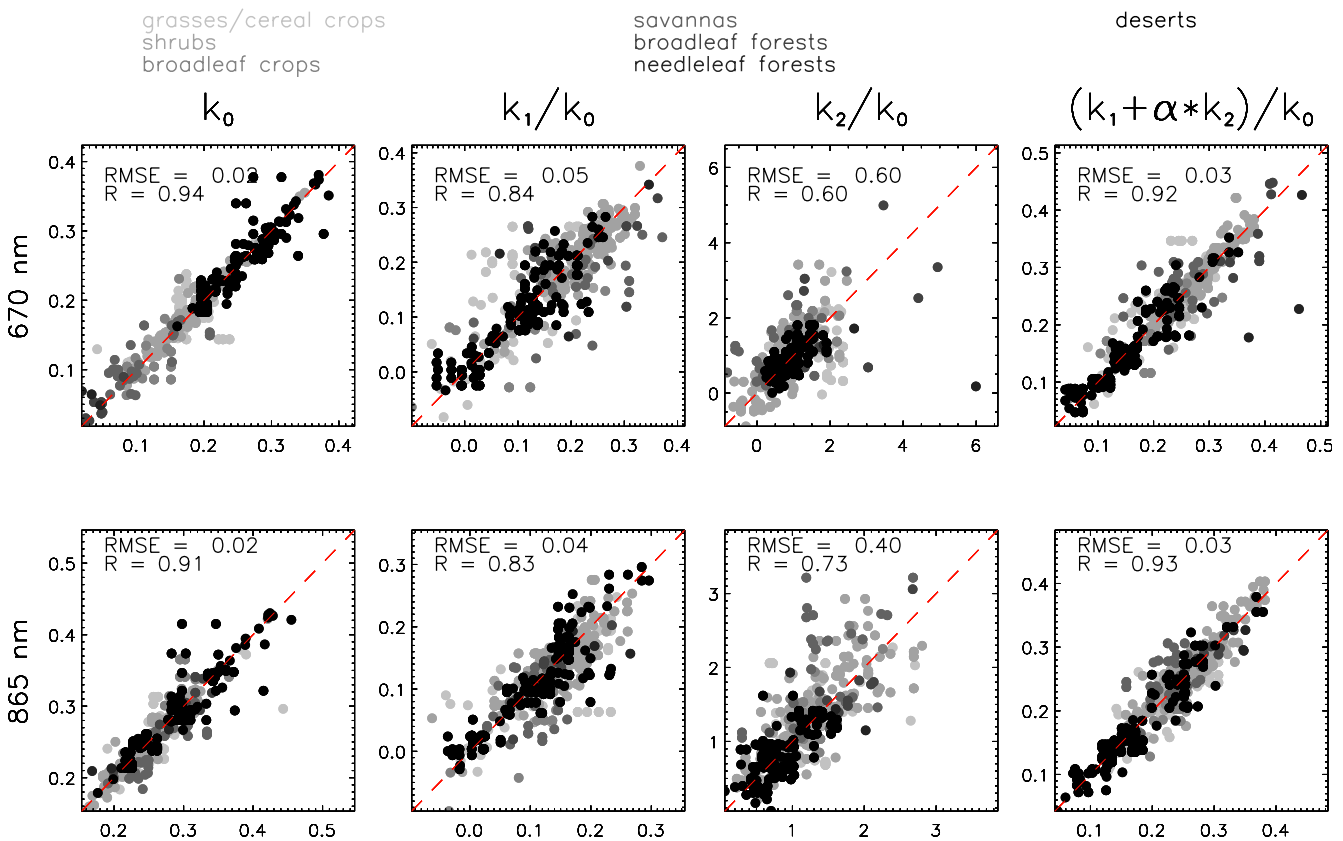 grasses/cereal crops savannas deserts
shrubs broadleaf forests
broadleaf crops needleleaf forests
k₀ k₁/k₀ k₂/k₀ (k₁+α*k₂)/k₀
670 nm
RMSE = 0.02
R = 0.94
0.4
0.3
0.2
0.1
0.1 0.2 0.3 0.4
RMSE = 0.05
R = 0.84
0.4
0.3
0.2
0.1
0.0
0.0 0.1 0.2 0.3 0.4
RMSE = 0.60
R = 0.60
6
4
2
0
0 2 4 6
RMSE = 0.03
R = 0.92
0.5
0.4
0.3
0.2
0.1
0.1 0.2 0.3 0.4 0.5
865 nm
RMSE = 0.02
R = 0.91
0.5
0.4
0.3
0.2
0.2 0.3 0.4 0.5
RMSE = 0.04
R = 0.83
0.3
0.2
0.1
0.0
0.0 0.1 0.2 0.3
RMSE = 0.40
R = 0.73
3
2
1
1 2 3
RMSE = 0.03
R = 0.93
0.4
0.3
0.2
0.1
0.1 0.2 0.3 0.4